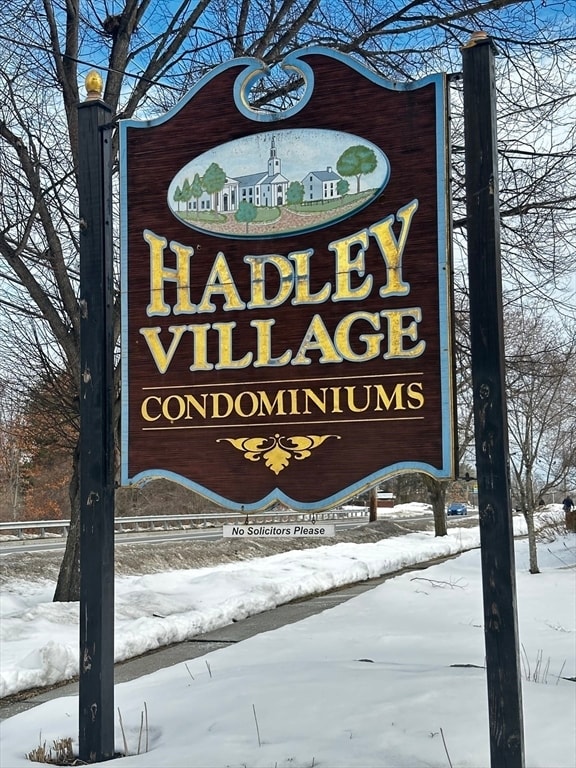 HADLEY
VILLAGE
CONDOMINIUMS
No Solicitors Please